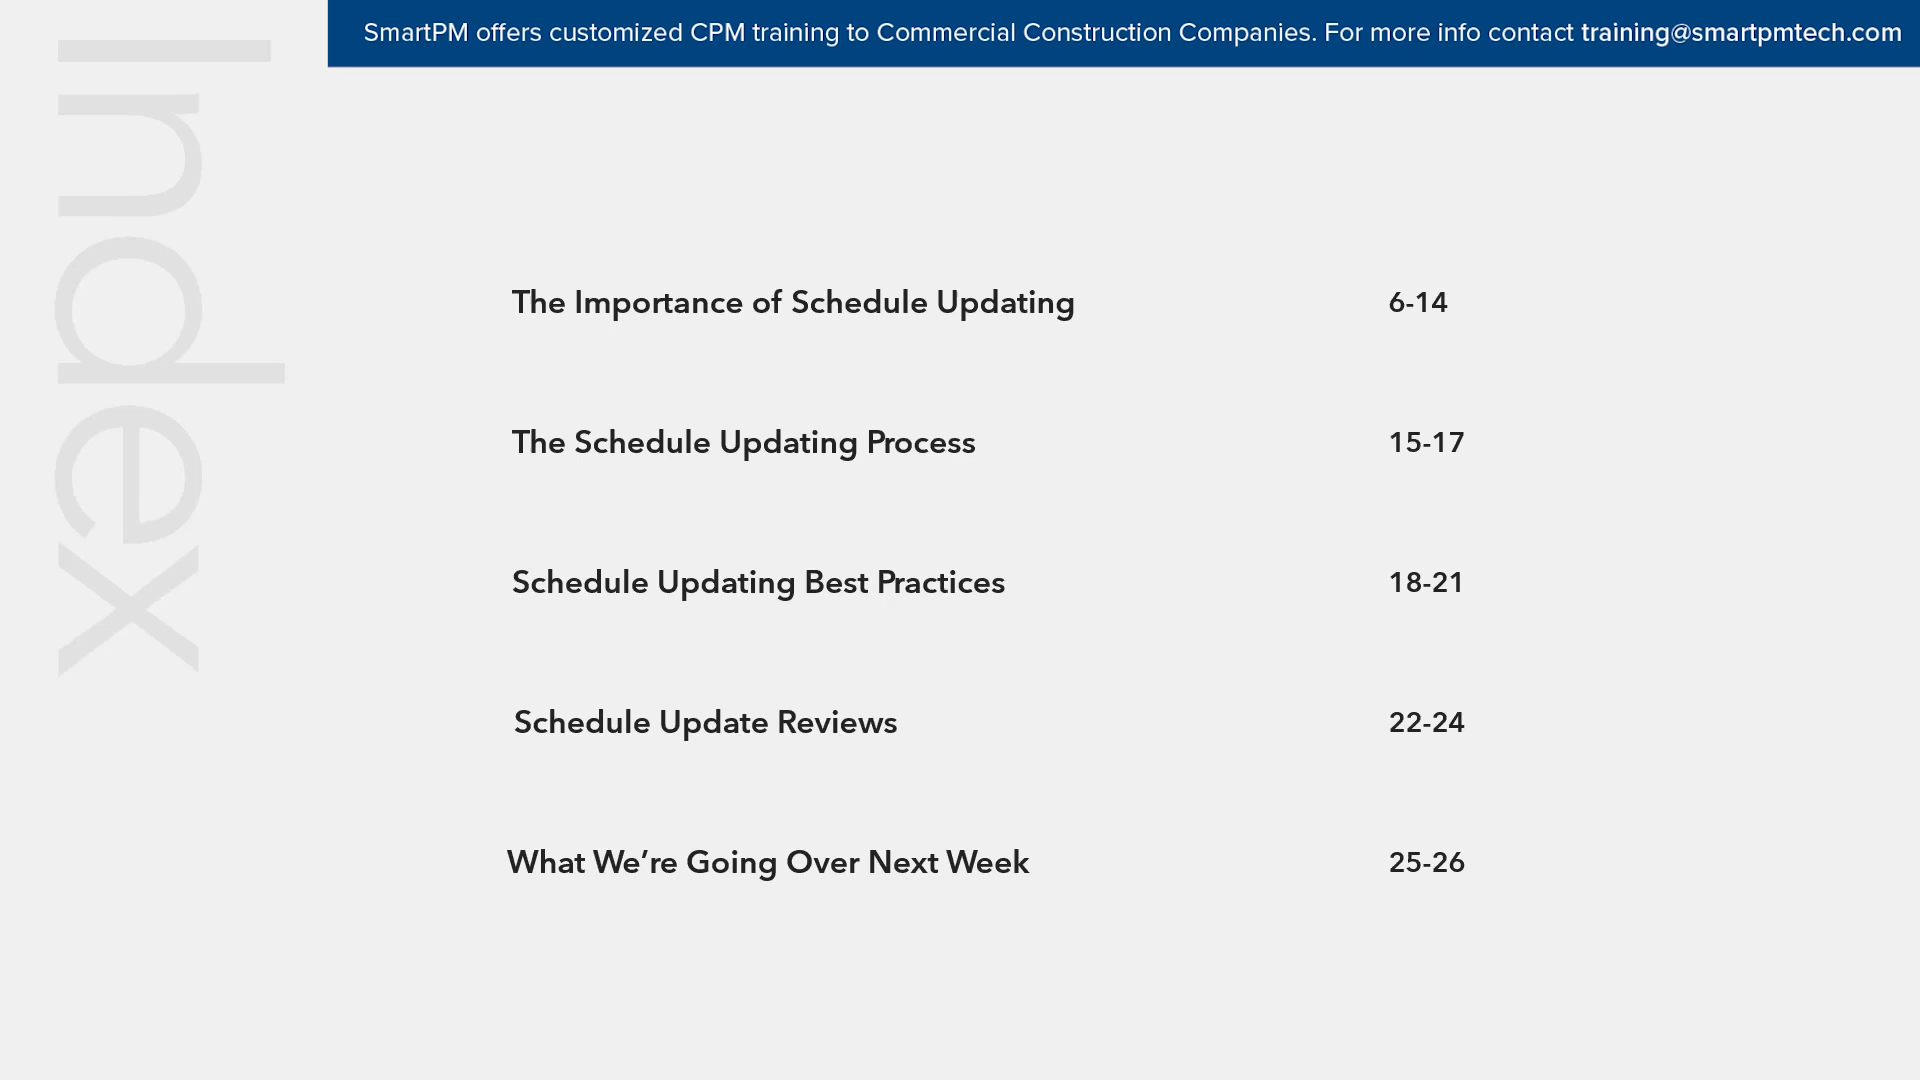 SmartPM offers customized CPM training to Commercial Construction Companies. For more info contact training@smartpmtech.com
Index
The Importance of Schedule Updating 6-14
The Schedule Updating Process 15-17
Schedule Updating Best Practices 18-21
Schedule Update Reviews 22-24
What We’re Going Over Next Week 25-26